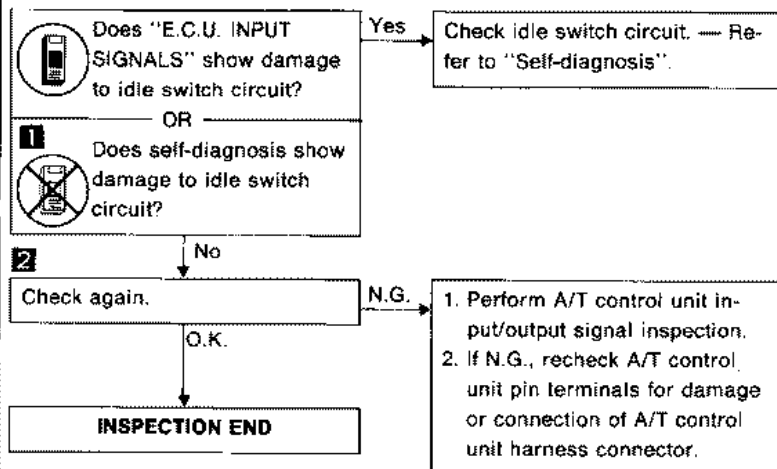 Does "E.C.U. INPUT
SIGNALS" show damage
to idle switch circuit?
Yes
Check idle switch circuit. — Re-
fer to "Self-diagnosis".
OR
1
Does self-diagnosis show
damage to idle switch
circuit?
No
2
Check again.
N.G.
1. Perform A/T control unit in-
put/output signal inspection.
2. If N.G., recheck A/T control
unit pin terminals for damage
or connection of A/T control
unit harness connector.
O.K.
INSPECTION END